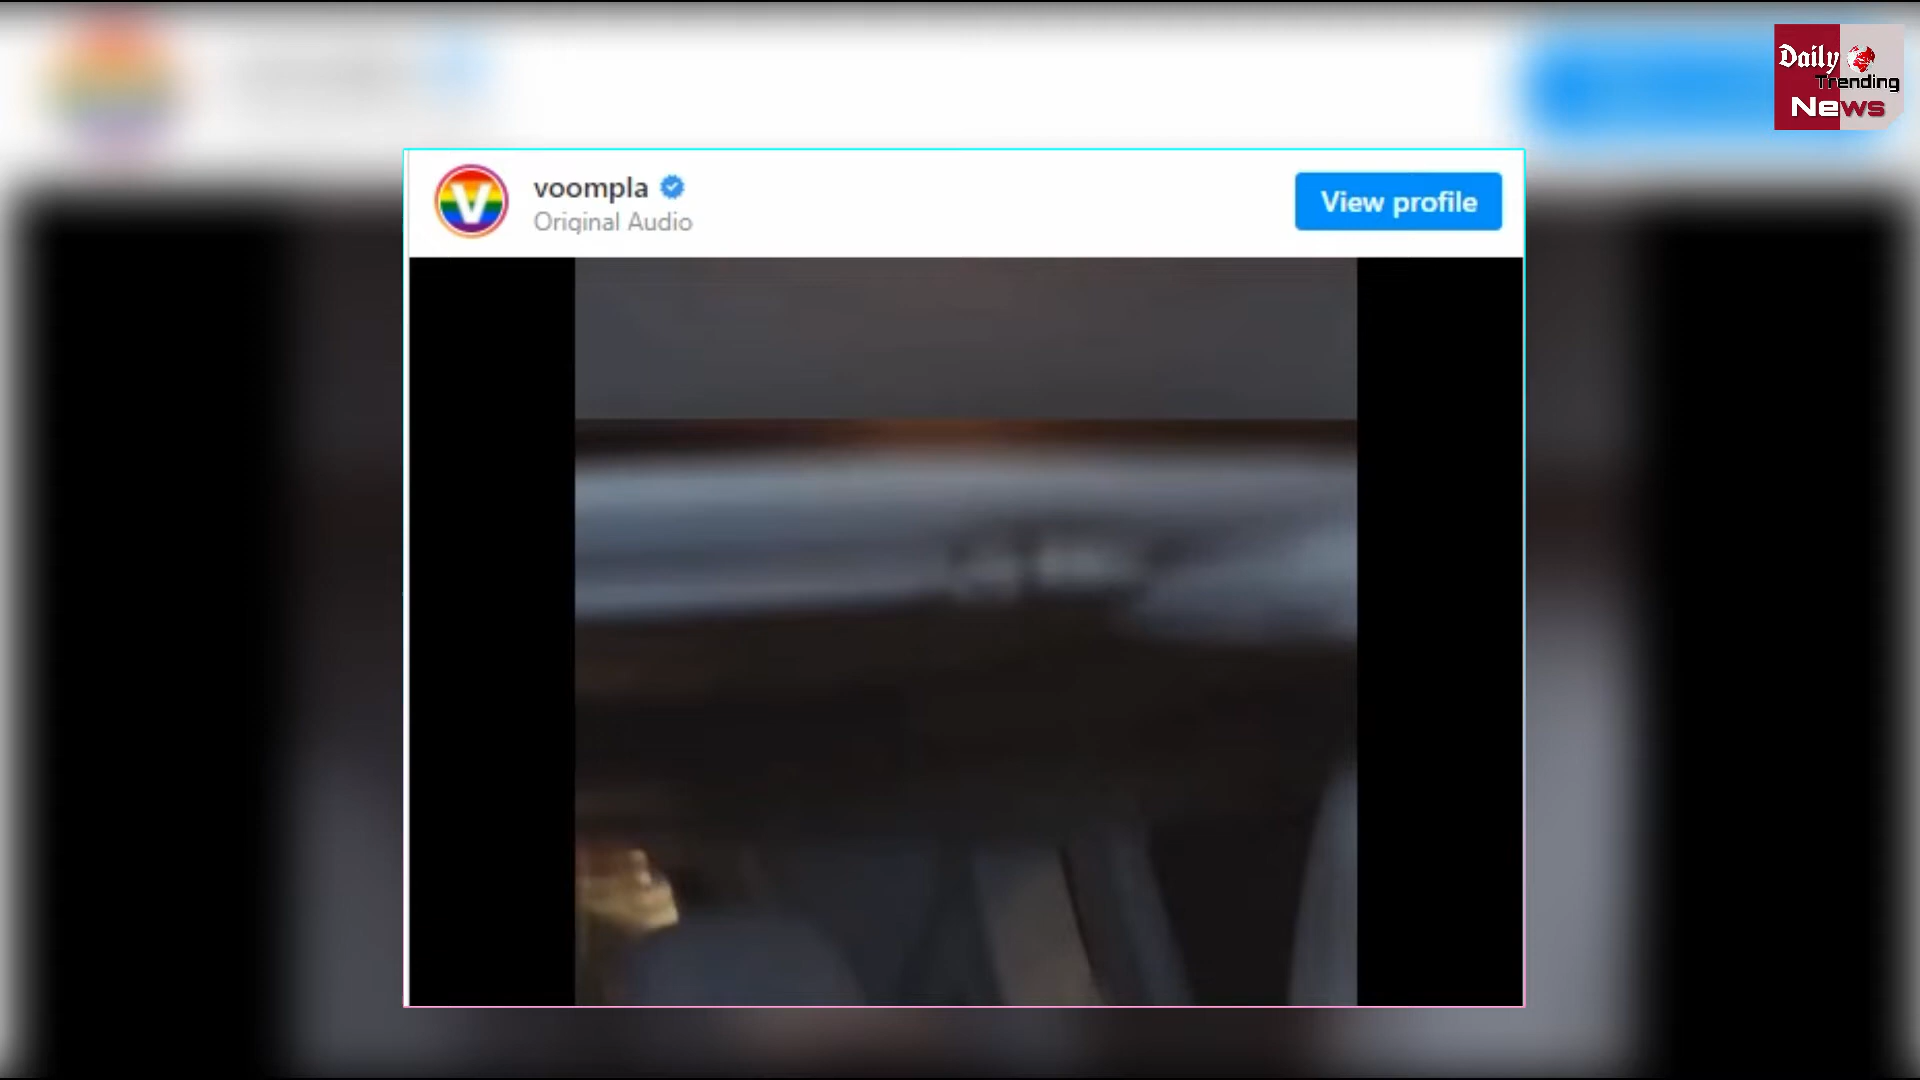 Daily
Trending
News
V
voompla
Original Audio
View profile